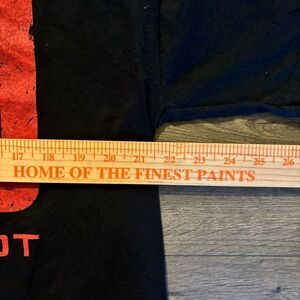 17 18 19 20 21 22 23 24 25 26
HOME OF THE FINEST PAINTS
OT